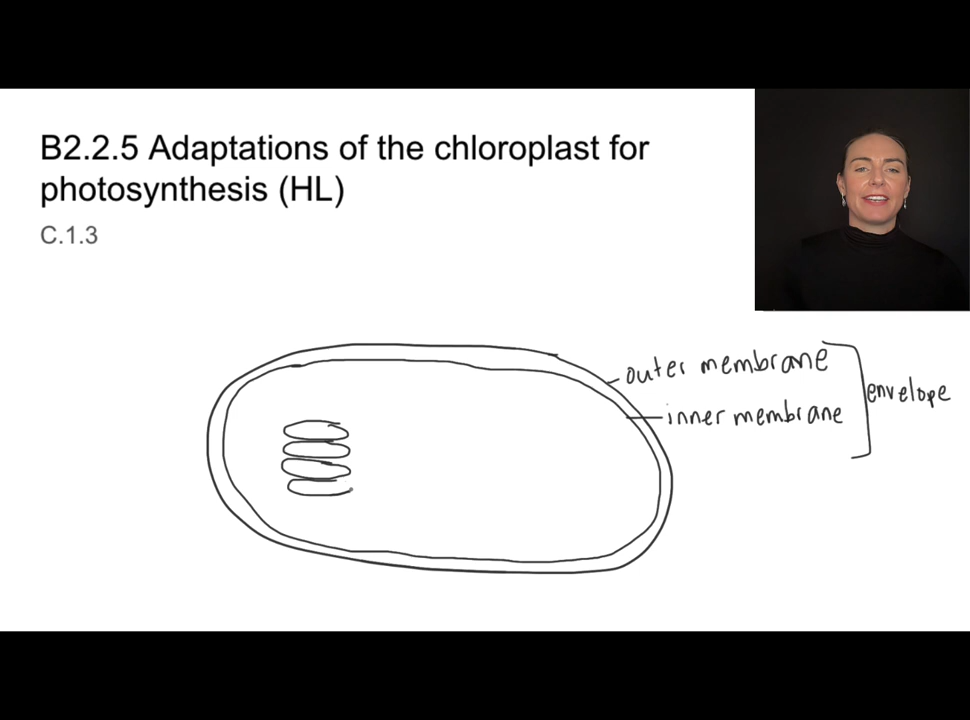 B2.2.5 Adaptations of the chloroplast for
photosynthesis (HL)
C.1.3
outer membrane
inner membrane
envelope